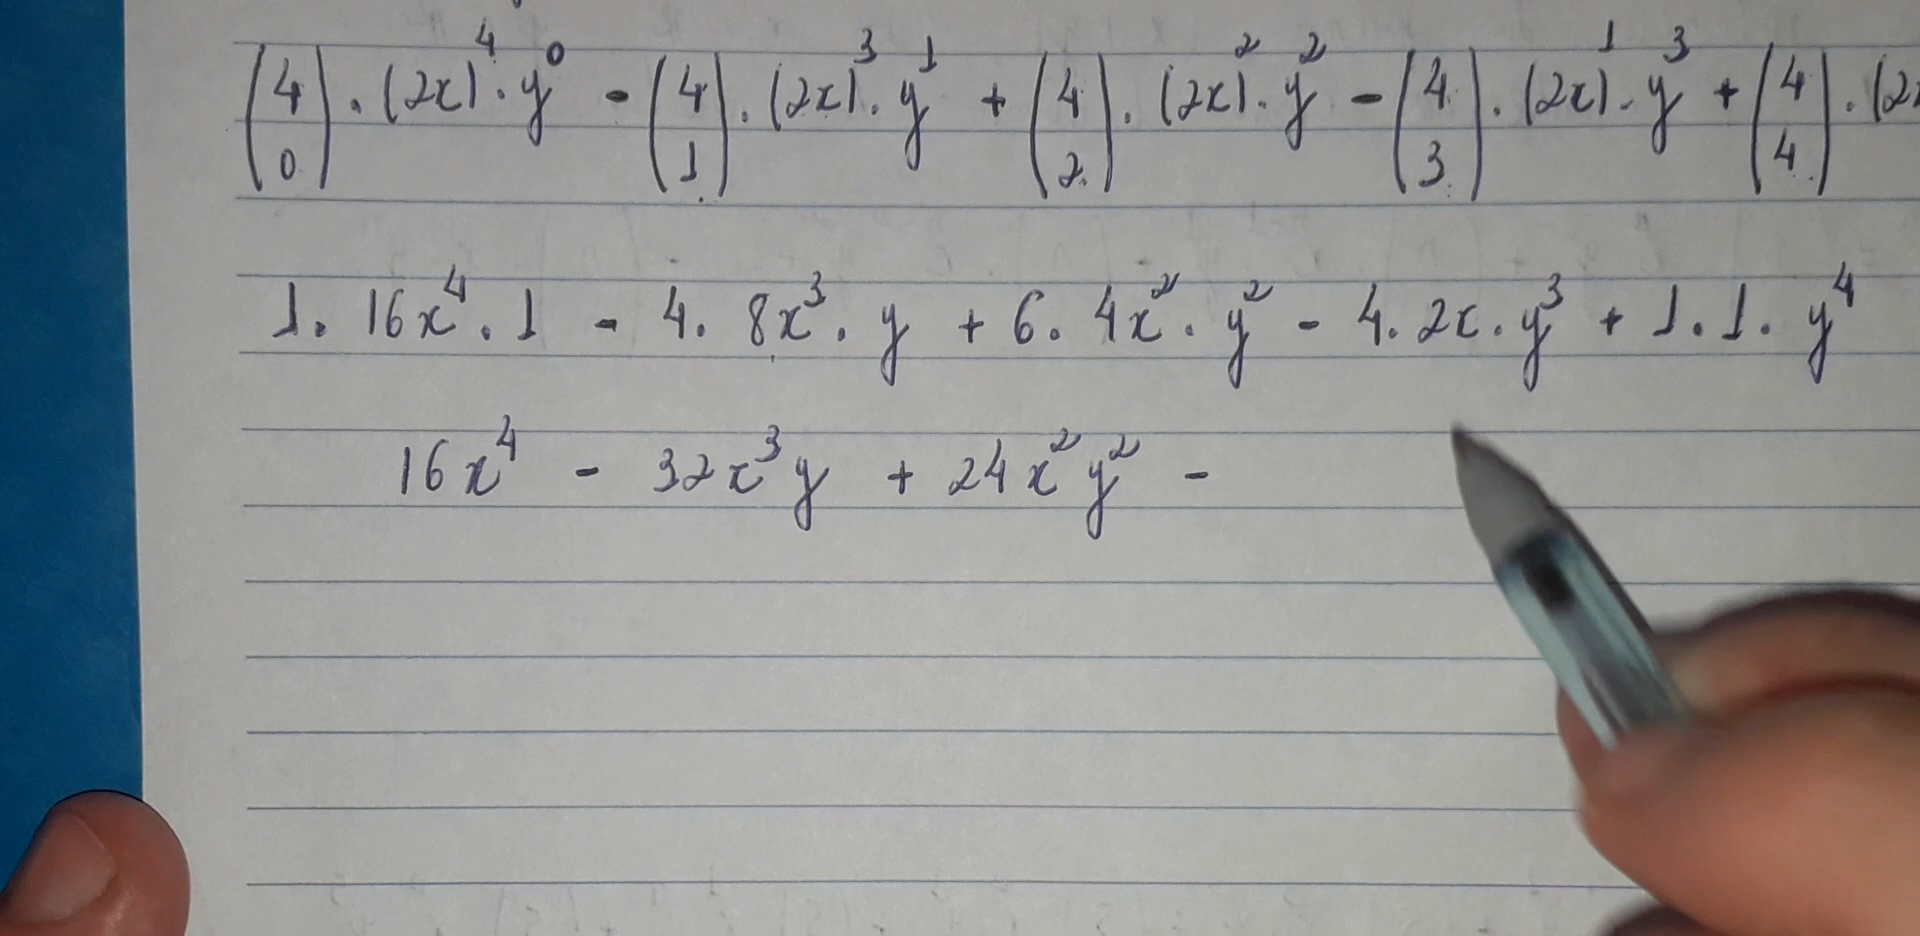 (4 0) · (2x)⁴ · y⁰ - (4 1) · (2x)³ · y¹ + (4 2) · (2x)² · y² - (4 3) · (2x)¹ · y³ + (4 4) · (2
1 · 16x⁴ · 1 - 4 · 8x³ · y + 6 · 4x² · y² - 4 · 2x · y³ + 1 · 1 · y⁴
16x⁴ - 32x³y + 24x²y² -